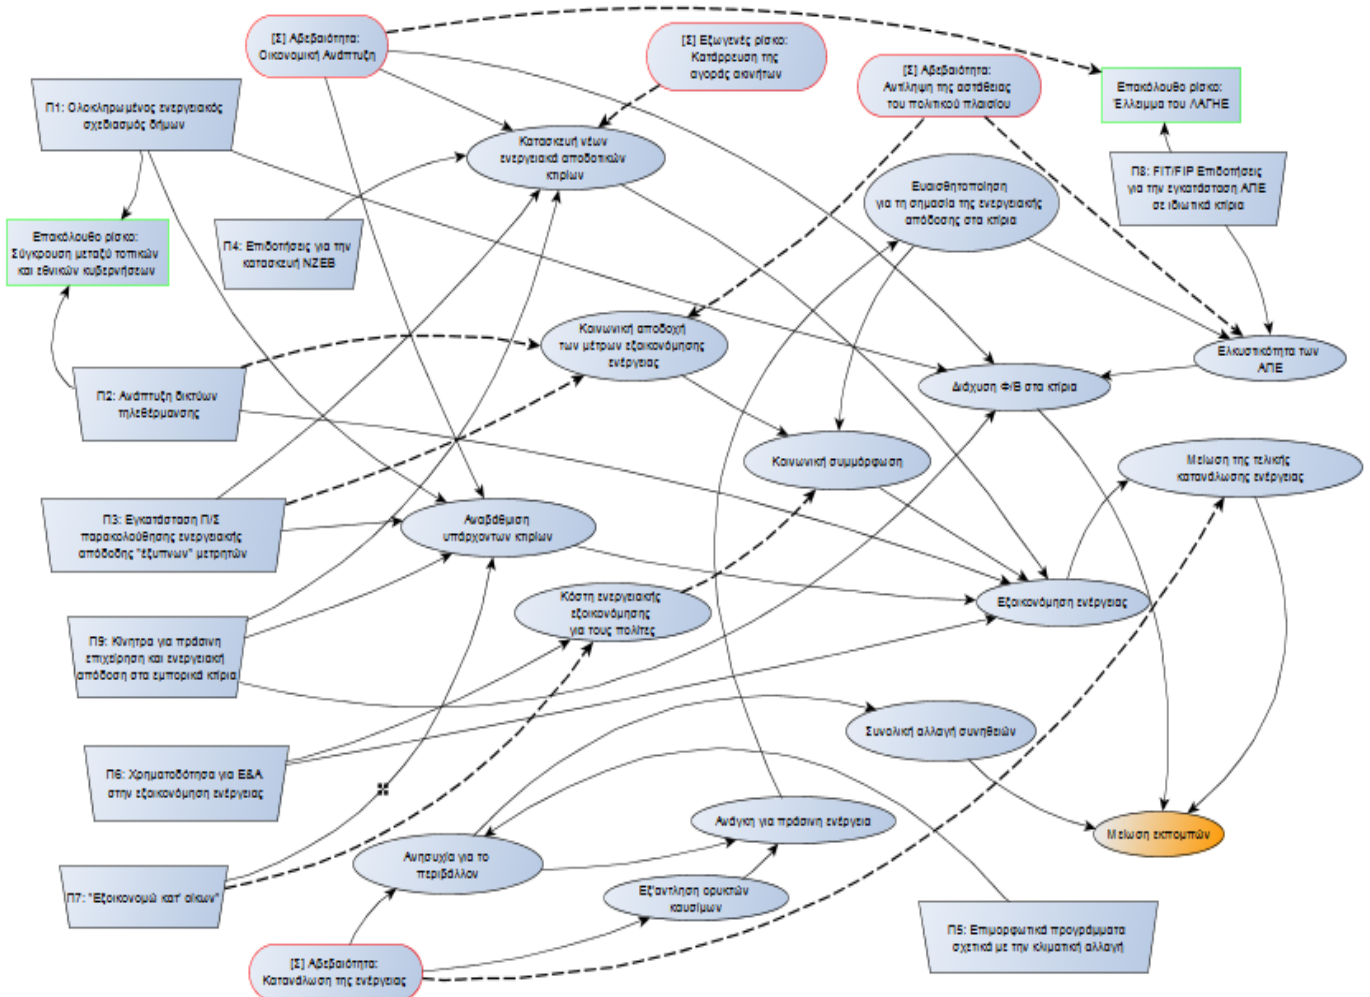 [Σ] Αβεβαιότητα:
Οικονομική Ανάπτυξη
[Σ] Εξωγενές ρίσκο:
Κατάρρευση της
αγοράς ακινήτων
[Σ] Αβεβαιότητα:
Αντίληψη της αστάθειας
του πολιτικού πλαισίου
Επακόλουθο ρίσκο:
Έλλειμμα του ΛΑΓΗΕ
Π1: Ολοκληρωμένος ενεργειακός
σχεδιασμός δήμων
Κατασκευή νέων
ενεργειακά αποδοτικών
κτιρίων
Π8: FIT/FIP Επιδοτήσεις
για την εγκατάσταση ΑΠΕ
σε ιδιωτικά κτίρια
Ευαισθητοποίηση
για τη σημασία της ενεργειακής
απόδοσης στα κτίρια
Επακόλουθο ρίσκο:
Σύγκρουση μεταξύ τοπικών
και εθνικών κυβερνήσεων
Π4: Επιδοτήσεις για την
κατασκευή NZEB
Κοινωνική αποδοχή
των μέτρων εξοικονόμησης
ενέργειας
Ελκυστικότητα των
ΑΠΕ
Διάχυση Φ/Β στα κτίρια
Π2: Ανάπτυξη δικτύων
τηλεθέρμανσης
Κοινωνική συμμόρφωση
Μείωση της τελικής
κατανάλωσης ενέργειας
Π3: Εγκατάσταση Π/Σ
παρακολούθησης ενεργειακής
απόδοδης "έξυπνων" μετρητών
Αναβάθμιση
υπάρχοντων κηρίων
Κόστη ενεργειακής
εξοικονόμησης
για τους πολίτες
Εξοικονόμηση ενέργειας
Π9: Κίνητρα για πράσινη
επιχείρηση και ενεργειακή
απόδοση στα εμπορικά κτίρια
Συνολική αλλαγή συνηθειών
Π6: Χρηματοδότησα για Ε&Α
στην εξοικονόμηση ενέργειας
Ανάγκη για πράσινη ενέργεια
Μείωση εκπομπών
Ανησυχία για το
περιβάλλον
Π7: "Εξοικονομώ κατ' οίκων"
Εξ'αντληση ορυκτών
καυσίμων
Π5: Επιμορφωτικά προγράμματα
σχετικά με την κλιματική αλλαγή
[Σ] Αβεβαιότητα:
Κατανάλωση της ενέργειας